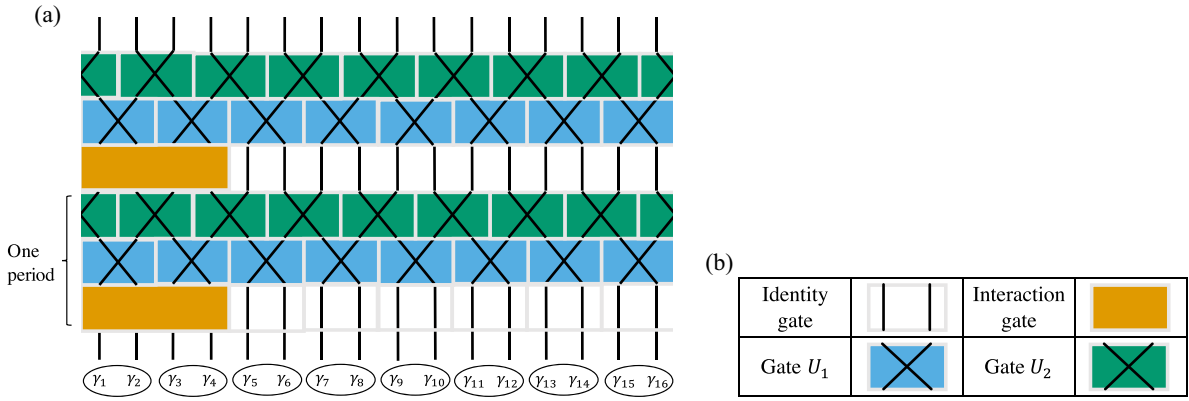 (a)
One
period
γ₁ γ₂ γ₃ γ₄ γ₅ γ₆ γ₇ γ₈ γ₉ γ₁₀ γ₁₁ γ₁₂ γ₁₃ γ₁₄ γ₁₅ γ₁₆
(b)
Identity
gate
Interaction
gate
Gate U₁
Gate U₂